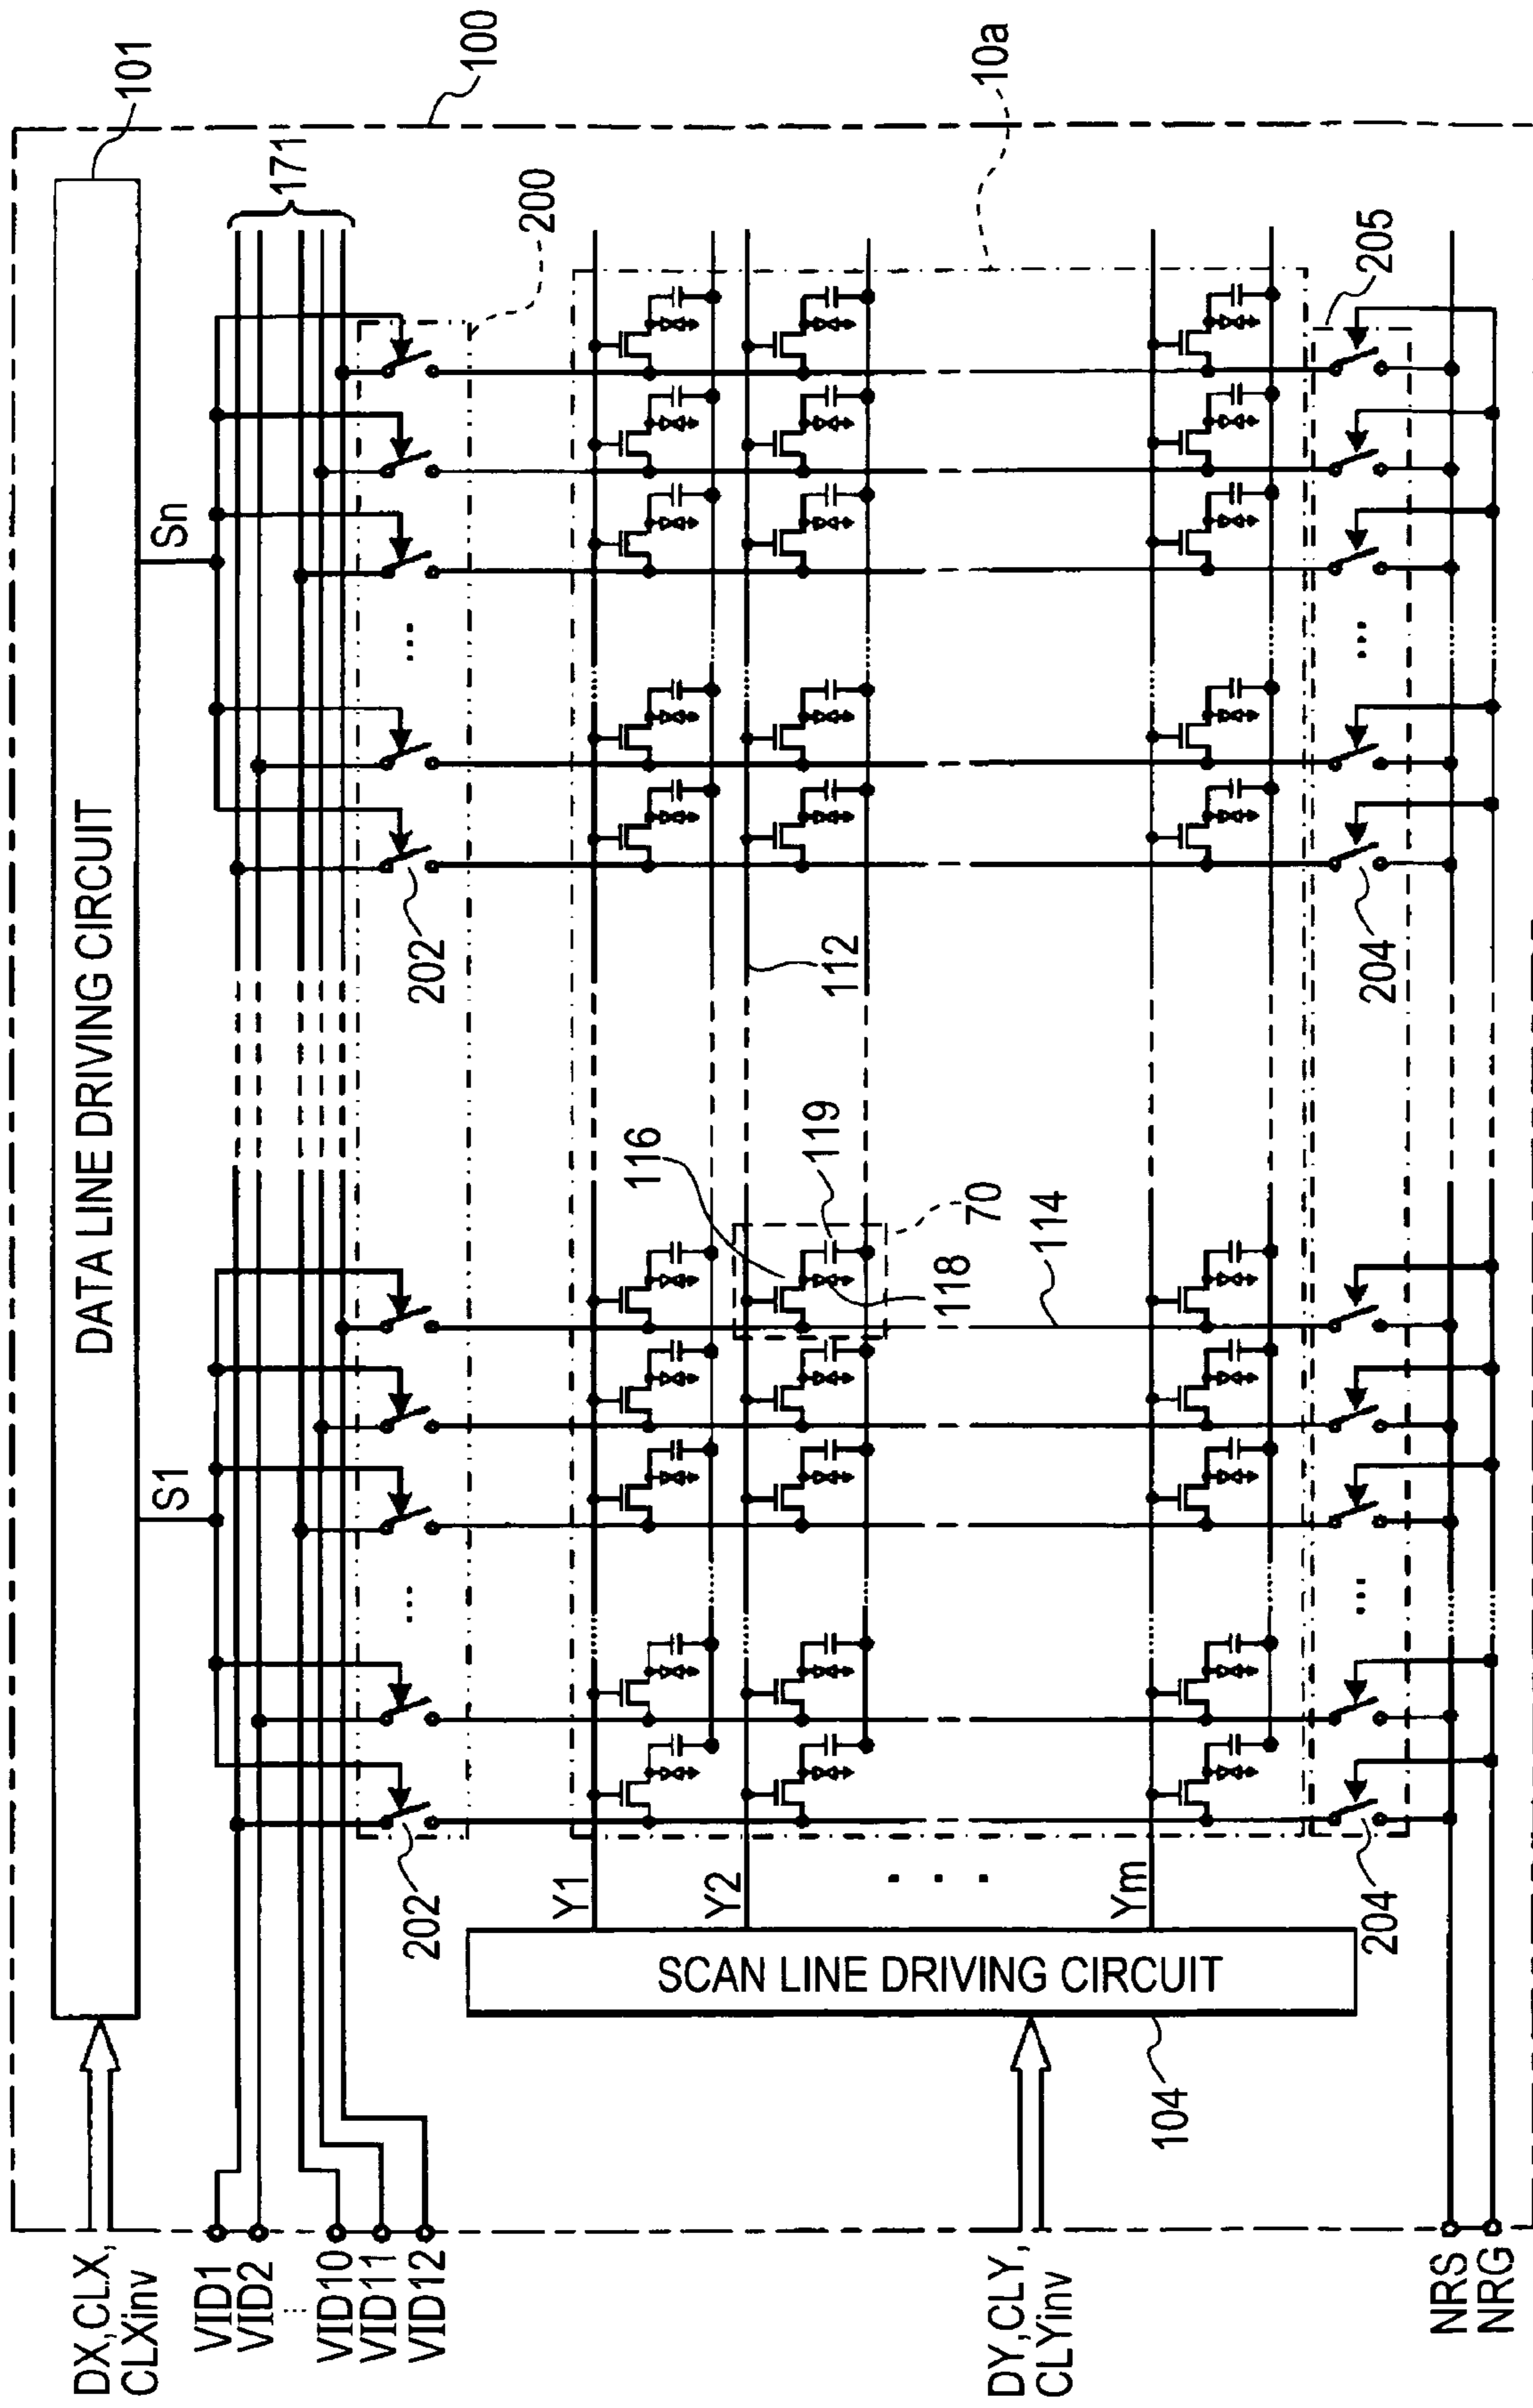 DATA LINE DRIVING CIRCUIT
101
100
DX,CLX,
CLXinv
S1
Sn
171
VID1
VID2
...
VID10
VID11
VID12
200
202
202
...
...
10a
Y1
Y2
. . .
Ym
SCAN LINE DRIVING CIRCUIT
104
DY,CLY,
CLYinv
116
119
118
70
114
112
205
204
204
...
...
NRS
NRG